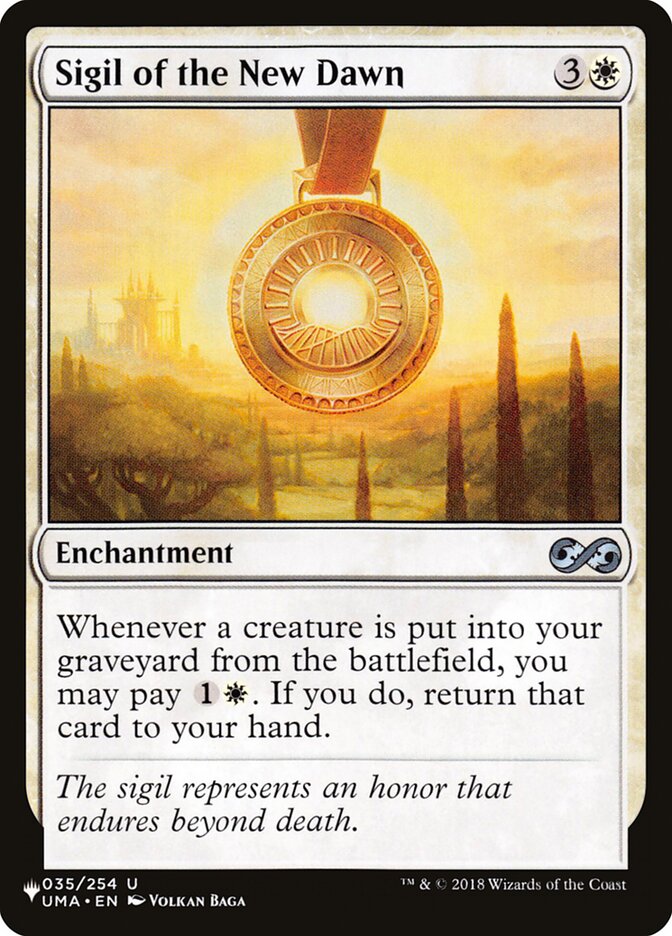 Sigil of the New Dawn 3
Enchantment
Whenever a creature is put into your
graveyard from the battlefield, you
may pay 1 . If you do, return that
card to your hand.
The sigil represents an honor that
endures beyond death.
035/254 U
™ & © 2018 Wizards of the Coast
UMA • EN Volkan Baga